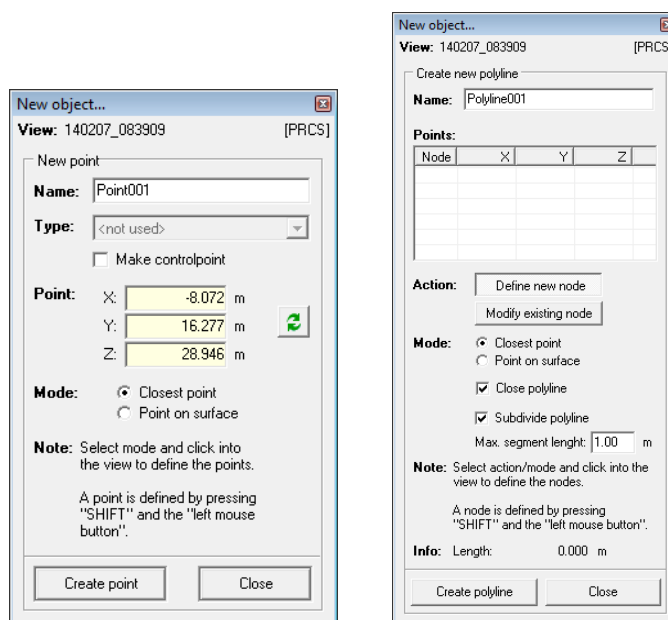 New object...
View: 140207_083909 [PRCS]
New point
Name: Point001
Type: <not used>
Make controlpoint
Point: X: -8.072 m
Y: 16.277 m
Z: 28.946 m
Mode: Closest point
Point on surface
Note: Select mode and click into
the view to define the points.
A point is defined by pressing
"SHIFT" and the "left mouse
button".
Create point Close
New object...
View: 140207_083909 [PRCS
Create new polyline
Name: Polyline001
Points:
Node X Y Z
Action: Define new node
Modify existing node
Mode: Closest point
Point on surface
Close polyline
Subdivide polyline
Max. segment lenght: 1.00 m
Note: Select action/mode and click into the
view to define the nodes.
A node is defined by pressing
"SHIFT" and the "left mouse button".
Info: Length: 0.000 m
Create polyline Close